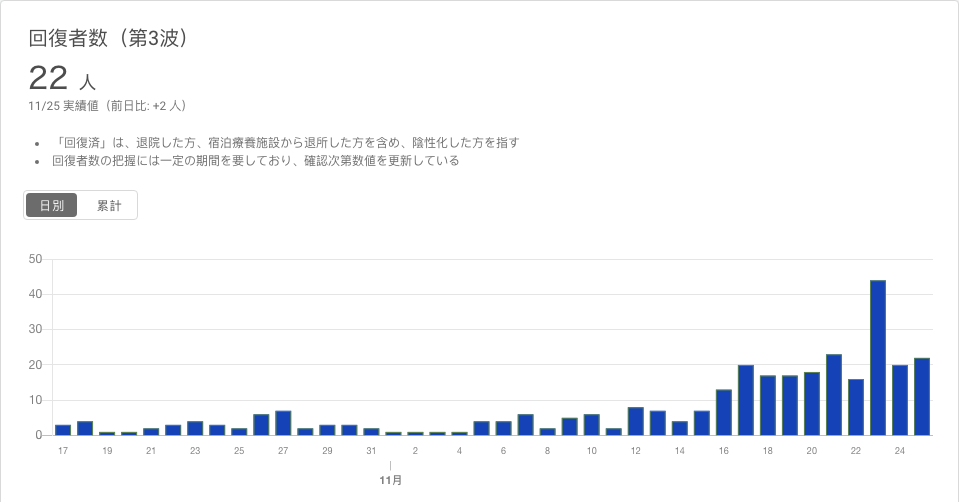 回復者数（第3波）
22 人
11/25 実績値（前日比: +2 人）
「回復済」は、退院した方、宿泊療養施設から退所した方を含め、陰性化した方を指す
回復者数の把握には一定の期間を要しており、確認次第数値を更新している
日別 累計
50
40
30
20
10
0
17 19 21 23 25 27 29 31 2 4 6 8 10 12 14 16 18 20 22 24
11月